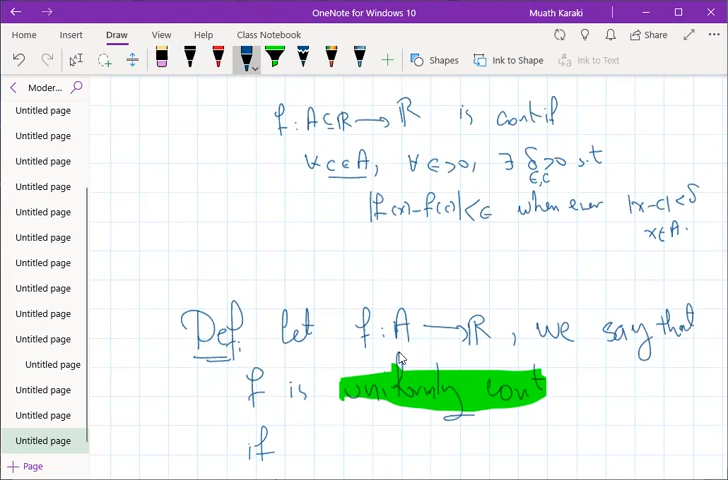 OneNote for Windows 10
Muath Karaki
Home Insert Draw View Help Class Notebook Share
Shapes Ink to Shape Ink to Text
Moder...
Untitled page
Untitled page
Untitled page
Untitled page
Untitled page
Untitled page
Untitled page
Untitled page
Untitled page
Untitled page
Untitled page
Untitled page
Untitled page
Untitled page
+ Page
f : A ⊆ ℝ → ℝ is cont if
∀ c ∈ A, ∀ ϵ > 0, ∃ δ > 0 s.t
ϵ, c
|f(x) - f(c)| < ϵ when ever |x - c| < δ
x ∈ A.
Def: let f : A → ℝ, we say that
f is uniformly cont
if